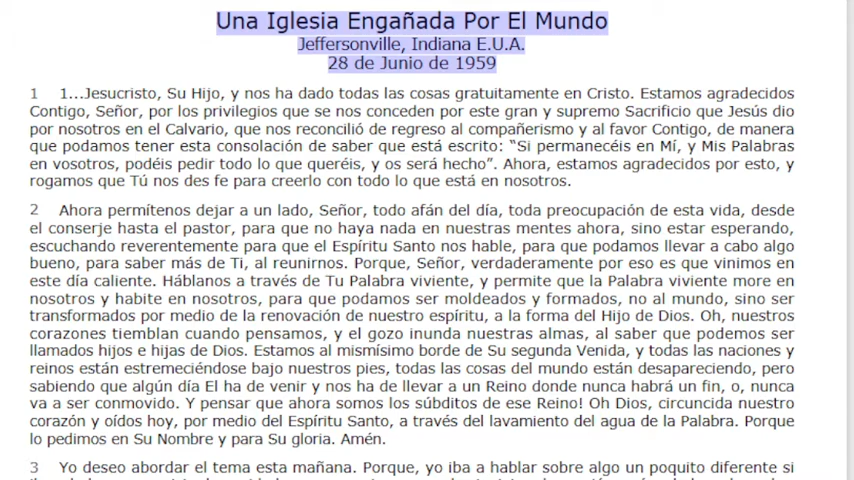 Una Iglesia Engañada Por El Mundo
Jeffersonville, Indiana E.U.A.
28 de Junio de 1959
1 1...Jesucristo, Su Hijo, y nos ha dado todas las cosas gratuitamente en Cristo. Estamos agradecidos
Contigo, Señor, por los privilegios que se nos conceden por este gran y supremo Sacrificio que Jesús dio
por nosotros en el Calvario, que nos reconcilió de regreso al compañerismo y al favor Contigo, de manera
que podamos tener esta consolación de saber que está escrito: “Si permanecéis en Mí, y Mis Palabras
en vosotros, podéis pedir todo lo que queréis, y os será hecho”. Ahora, estamos agradecidos por esto, y
rogamos que Tú nos des fe para creerlo con todo lo que está en nosotros.
2 Ahora permítenos dejar a un lado, Señor, todo afán del día, toda preocupación de esta vida, desde
el conserje hasta el pastor, para que no haya nada en nuestras mentes ahora, sino estar esperando,
escuchando reverentemente para que el Espíritu Santo nos hable, para que podamos llevar a cabo algo
bueno, para saber más de Ti, al reunirnos. Porque, Señor, verdaderamente por eso es que vinimos en
este día caliente. Háblanos a través de Tu Palabra viviente, y permite que la Palabra viviente more en
nosotros y habite en nosotros, para que podamos ser moldeados y formados, no al mundo, sino ser
transformados por medio de la renovación de nuestro espíritu, a la forma del Hijo de Dios. Oh, nuestros
corazones tiemblan cuando pensamos, y el gozo inunda nuestras almas, al saber que podemos ser
llamados hijos e hijas de Dios. Estamos al mismísimo borde de Su segunda Venida, y todas las naciones y
reinos están estremeciéndose bajo nuestros pies, todas las cosas del mundo están desapareciendo, pero
sabiendo que algún día El ha de venir y nos ha de llevar a un Reino donde nunca habrá un fin, o, nunca
va a ser conmovido. Y pensar que ahora somos los súbditos de ese Reino! Oh Dios, circuncida nuestro
corazón y oídos hoy, por medio del Espíritu Santo, a través del lavamiento del agua de la Palabra. Porque
lo pedimos en Su Nombre y para Su gloria. Amén.
3 Yo deseo abordar el tema esta mañana. Porque, yo iba a hablar sobre algo un poquito diferente si